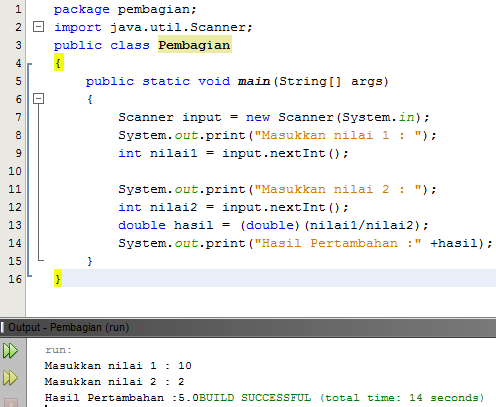 1 package pembagian;
2 import java.util.Scanner;
3 public class Pembagian
4 {
5 public static void main(String[] args)
6 {
7 Scanner input = new Scanner(System.in);
8 System.out.print("Masukkan nilai 1 : ");
9 int nilai1 = input.nextInt();
10
11 System.out.print("Masukkan nilai 2 : ");
12 int nilai2 = input.nextInt();
13 double hasil = (double)(nilai1/nilai2);
14 System.out.print("Hasil Pertambahan :" +hasil);
15 }
16 }
Output - Pembagian (run)
run:
Masukkan nilai 1 : 10
Masukkan nilai 2 : 2
Hasil Pertambahan :5.0BUILD SUCCESSFUL (total time: 14 seconds)